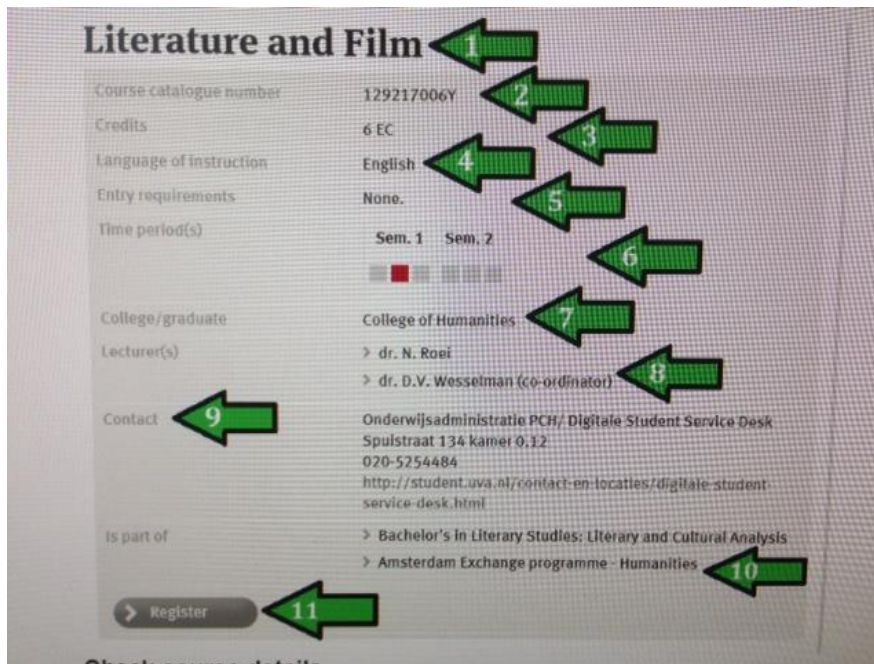 Literature and Film 1
Course catalogue number 129217006Y 2
Credits 6 EC 3
Language of instruction English 4
Entry requirements None. 5
Time period(s) Sem. 1 Sem. 2 6
College/graduate College of Humanities 7
Lecturer(s) > dr. N. Roei
> dr. D.V. Wesselman (co-ordinator) 8
Contact 9 Onderwijsadministratie PCH/ Digitale Student Service Desk
Spuistraat 134 kamer 0.12
020-5254484
http://student.uva.nl/contact-en-locaties/digitale-student-
service-desk.html
Is part of > Bachelor's in Literary Studies: Literary and Cultural Analysis
> Amsterdam Exchange programme - Humanities 10
> Register 11
Check course details